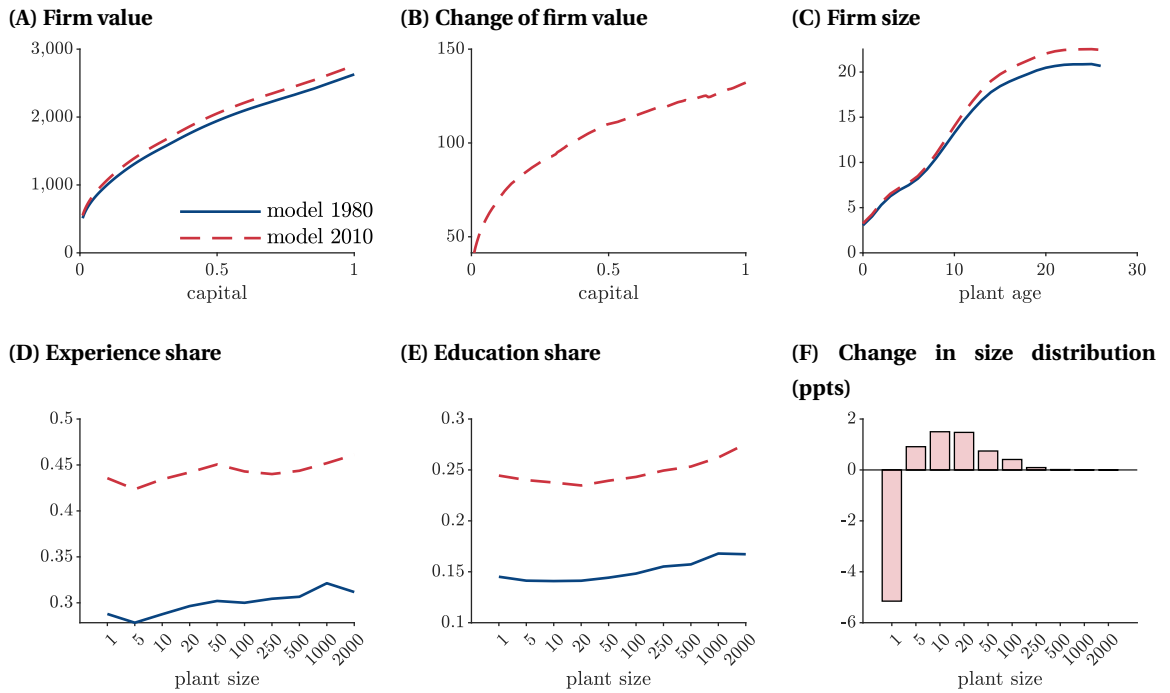 (A) Firm value
3,000
2,000
1,000
0
0 0.5 1
capital
model 1980
model 2010
(B) Change of firm value
150
100
50
0 0.5 1
capital
(C) Firm size
20
15
10
5
0
0 10 20 30
plant age
(D) Experience share
0.5
0.45
0.4
0.35
0.3
1 5 10 20 50 100 250 500 1000 2000
plant size
(E) Education share
0.3
0.25
0.2
0.15
0.1
1 5 10 20 50 100 250 500 1000 2000
plant size
(F) Change in size distribution
(ppts)
2
0
-2
-4
-6
1 5 10 20 50 100 250 500 1000 2000
plant size